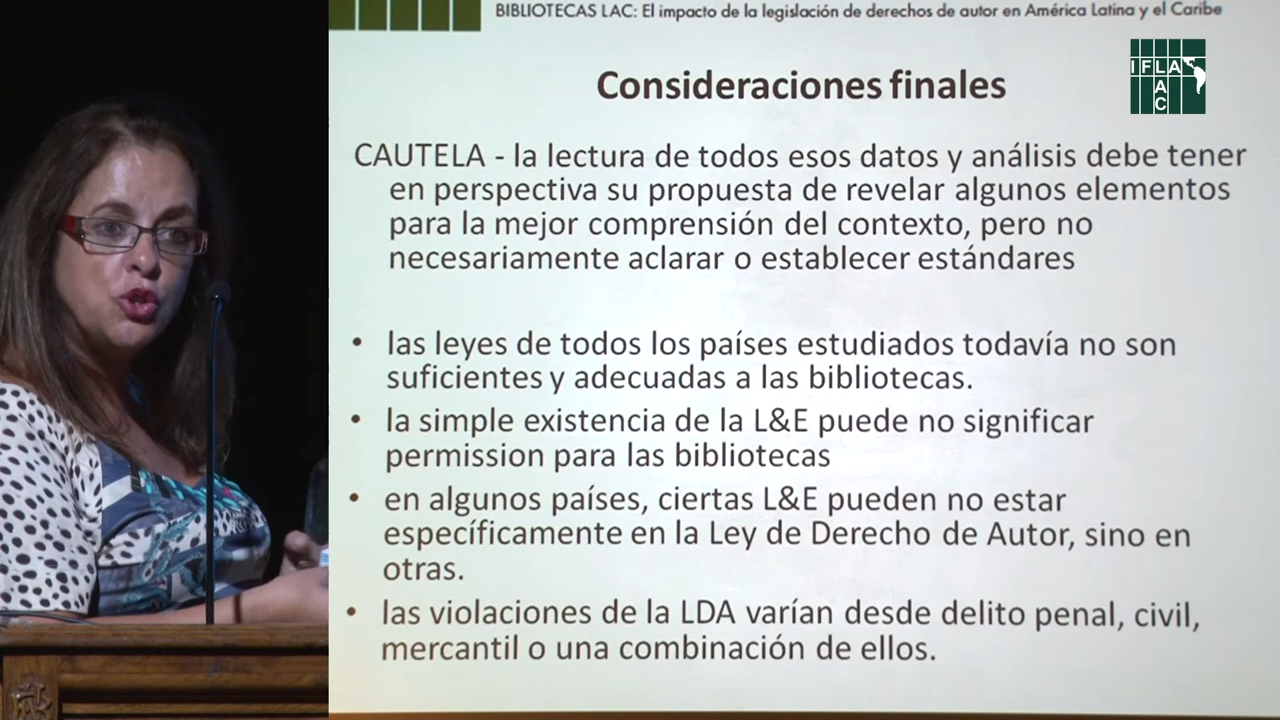 BIBLIOTECAS LAC: El impacto de la legislación de derechos de autor en América Latina y el Caribe
IFLA
LAC
Consideraciones finales
CAUTELA - la lectura de todos esos datos y análisis debe tener
en perspectiva su propuesta de revelar algunos elementos
para la mejor comprensión del contexto, pero no
necesariamente aclarar o establecer estándares
• las leyes de todos los países estudiados todavía no son
suficientes y adecuadas a las bibliotecas.
• la simple existencia de la L&E puede no significar
permission para las bibliotecas
• en algunos países, ciertas L&E pueden no estar
específicamente en la Ley de Derecho de Autor, sino en
otras.
• las violaciones de la LDA varían desde delito penal, civil,
mercantil o una combinación de ellos.